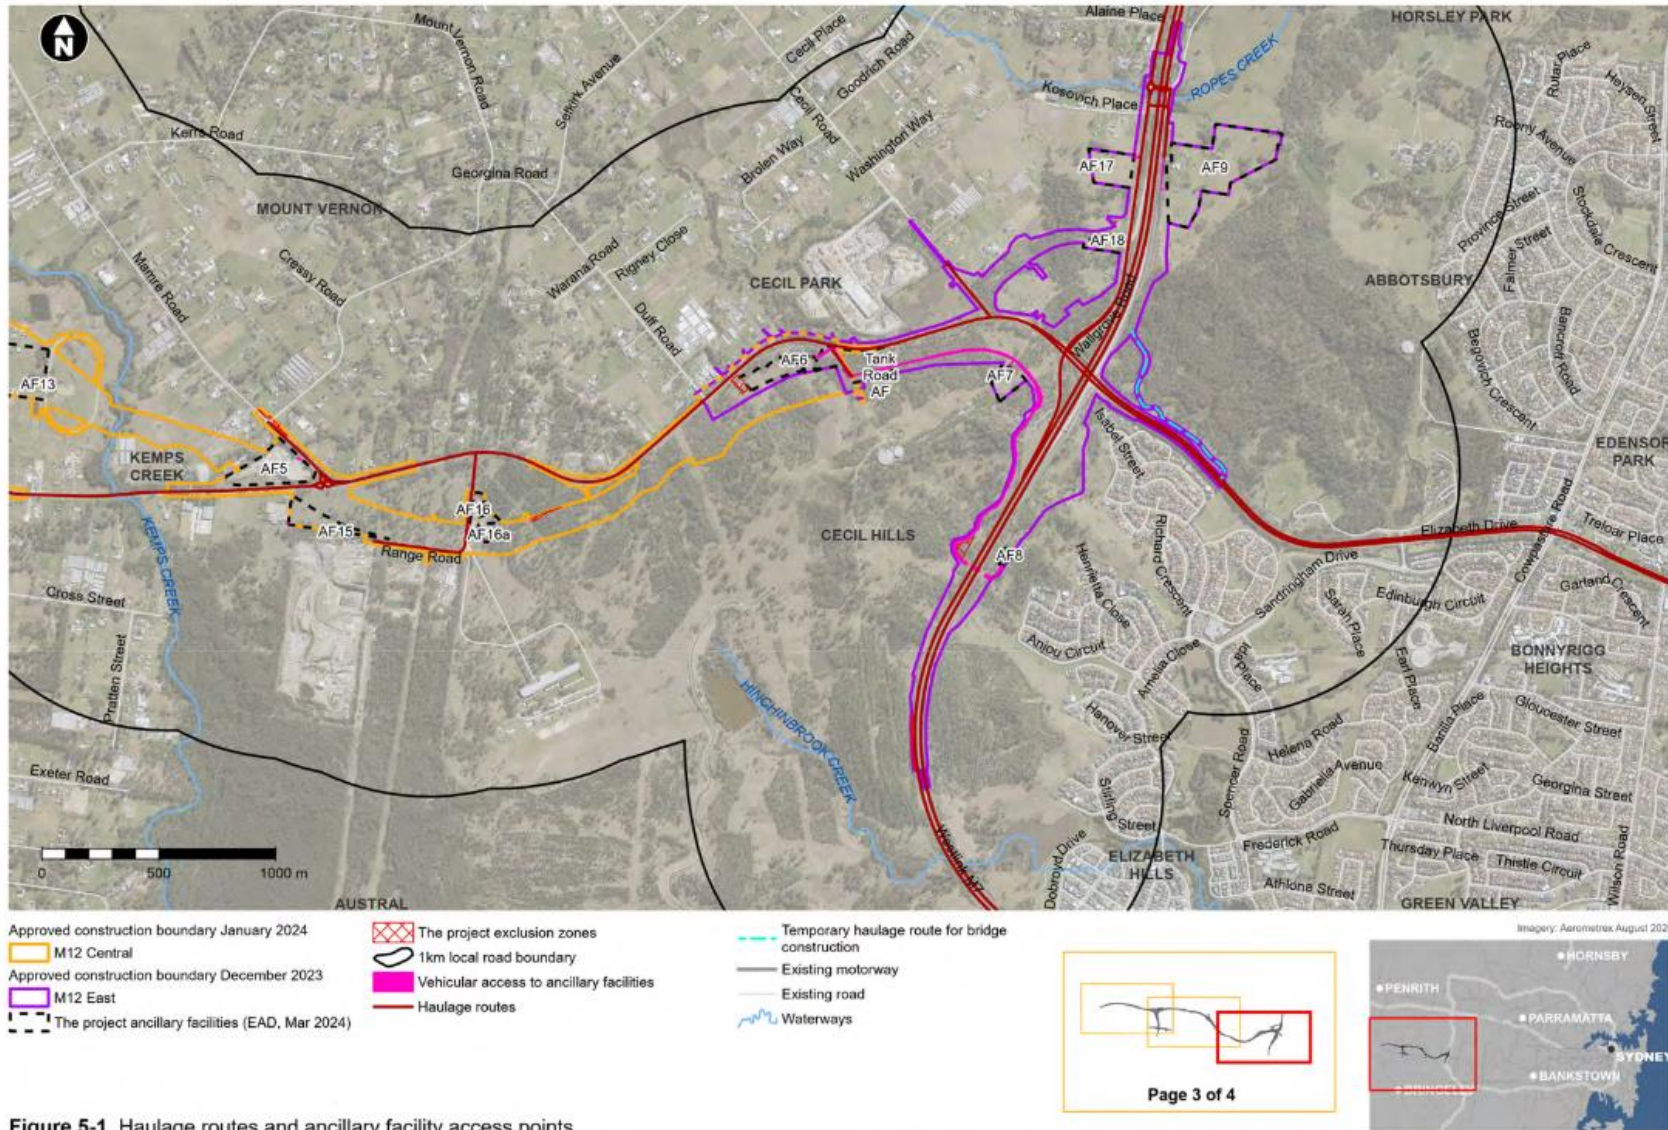 Alaine Place
HORSLEY PARK
N
Mount Vernon Road
Selkirk Avenue
Cecil Place
Goodrich Road
ROPES CREEK
Rutar Place
Heysen Street
Kosovich Place
Cecil Road
Kerrs Road
Washington Way
Brolen Way
Roony Avenue
Georgina Road
AF17
AF9
MOUNT VERNON
Province Street
Stockdale Crescent
AF18
Falmer Street
Mamre Road
Cressy Road
Warana Road
Rigney Close
CECIL PARK
ABBOTSBURY
Wallgrove Road
Duff Road
Bancroft Road
Begovich Crescent
AF6
Tank
Road
AF
AF7
AF13
Isabel Street
KEMPS
CREEK
AF5
EDENSOR
PARK
AF16
AF16a
AF15
Range Road
CECIL HILLS
AF8
Richard Crescent
Elizabeth Drive
Cowpasture Road
Treloar Place
KEMPS CREEK
Henrietta Close
Sandringham Drive
Garland Crescent
Cross Street
Edinburgh Circuit
Sarah Place
Aniou Circuit
Amelia Close
Place
Earl Place
BONNYRIGG
HEIGHTS
Pratten Street
HINCHINBROOK CREEK
Hanover Street
Helena Road
Barilla Place
Gloucester Street
Exeter Road
Stirling Street
Spencer Road
Gabriella Avenue
Kenwyn Street
Georgina Street
North Liverpool Road
Westlink M7
Dobroyd Drive
Frederick Road
Thursday Place
Thistle Circuit
Wilson Road
ELIZABETH
HILLS
Athlone Street
0 500 1000 m
AUSTRAL
GREEN VALLEY
Imagery: Aerometrex August 202
Approved construction boundary January 2024
M12 Central
Approved construction boundary December 2023
M12 East
The project ancillary facilities (EAD, Mar 2024)
The project exclusion zones
1km local road boundary
Vehicular access to ancillary facilities
Haulage routes
Temporary haulage route for bridge
construction
Existing motorway
Existing road
Waterways
Page 3 of 4
HORNSBY
PENRITH
PARRAMATTA
SYDNEY
BANKSTOWN
BRINGELLY
Figure 5-1 Haulage routes and ancillary facility access points